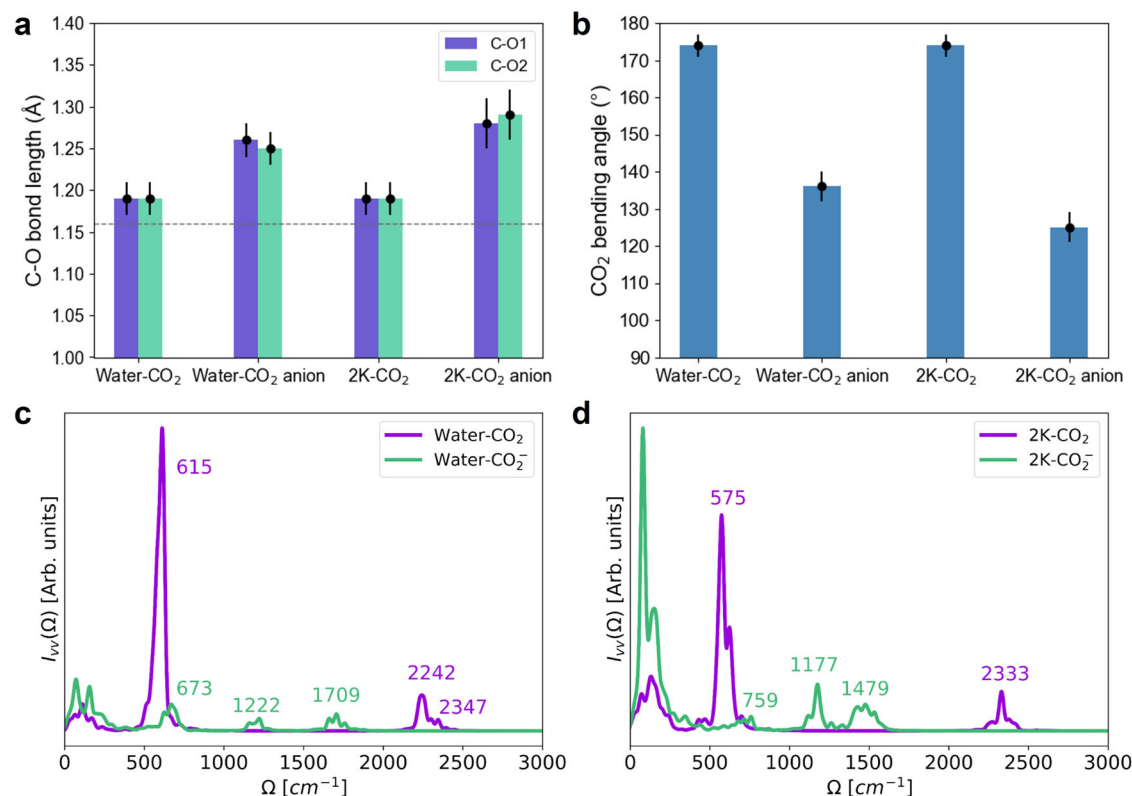 a
C-O bond length (Å)
1.40
1.35
1.30
1.25
1.20
1.15
1.10
1.05
1.00
C-O1
C-O2
Water-CO₂
Water-CO₂ anion
2K-CO₂
2K-CO₂ anion
b
CO₂ bending angle (°)
180
170
160
150
140
130
120
110
100
90
Water-CO₂
Water-CO₂ anion
2K-CO₂
2K-CO₂ anion
c
Iᵥᵥ(Ω) [Arb. units]
Water-CO₂
Water-CO₂⁻
615
673
1222
1709
2242
2347
0 500 1000 1500 2000 2500 3000
Ω [cm⁻¹]
d
Iᵥᵥ(Ω) [Arb. units]
2K-CO₂
2K-CO₂⁻
575
759
1177
1479
2333
0 500 1000 1500 2000 2500 3000
Ω [cm⁻¹]